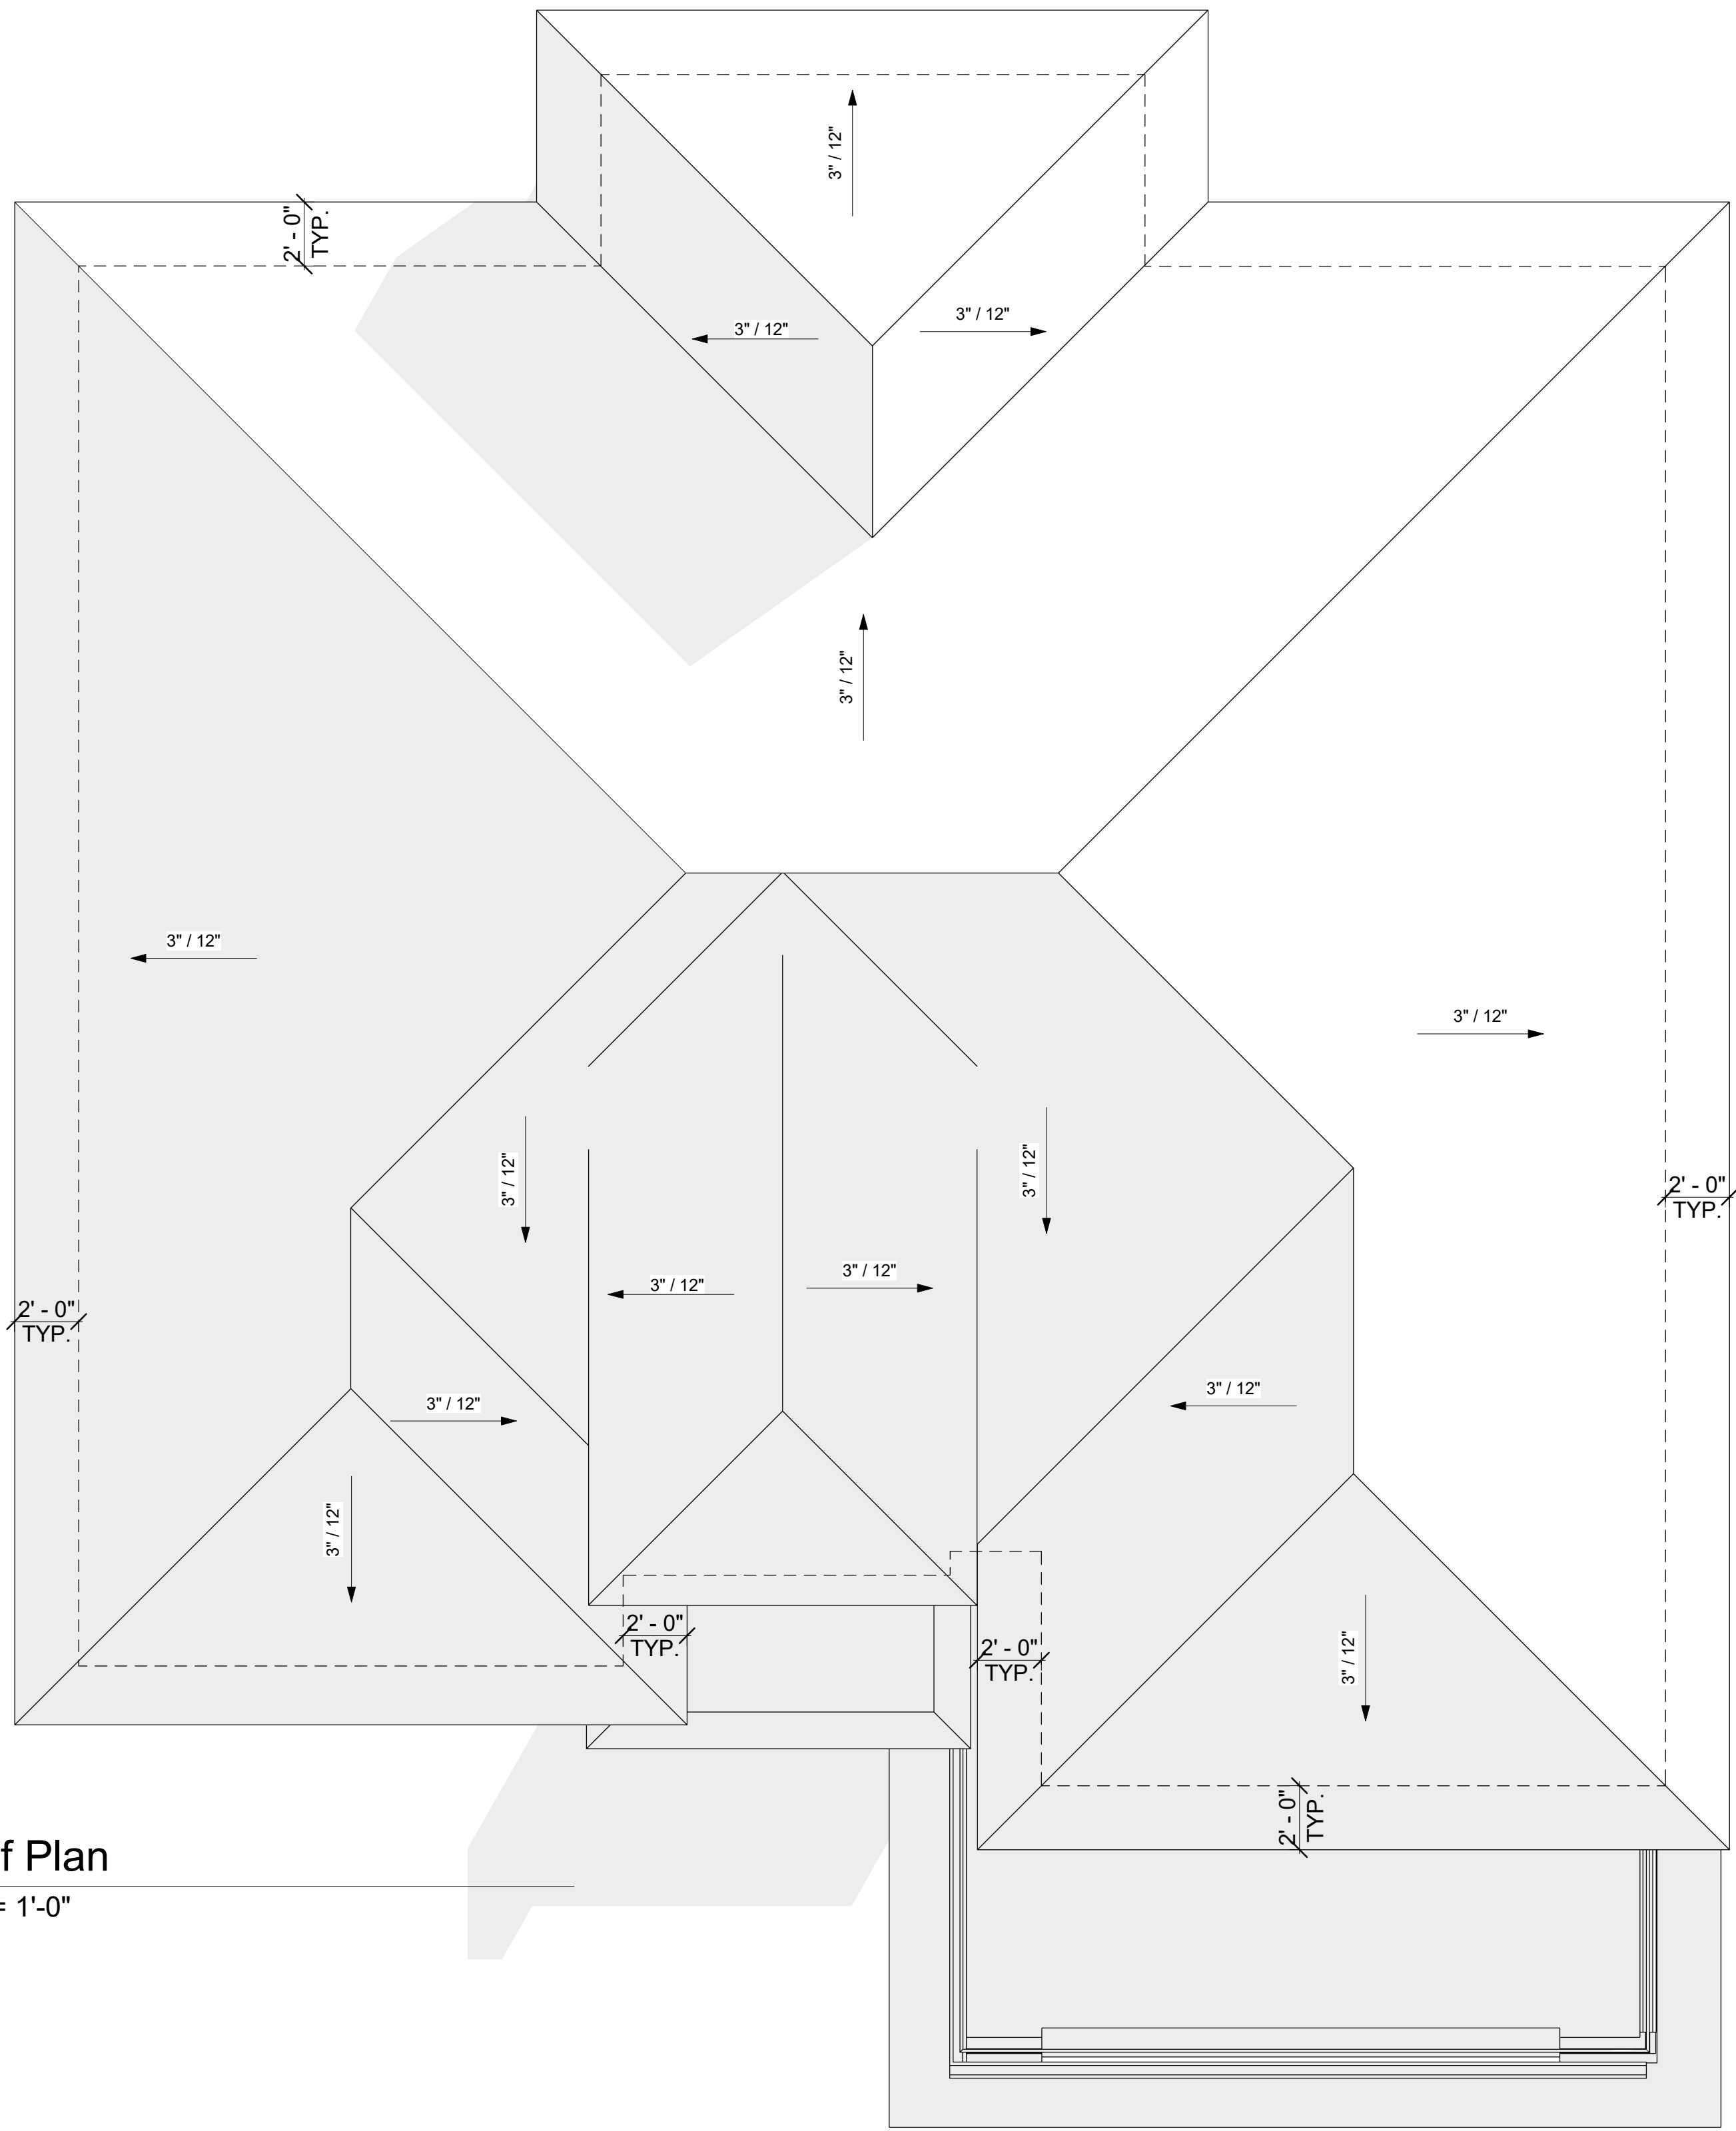 3" / 12"
2' - 0"
TYP.
3" / 12"
3" / 12"
3" / 12"
3" / 12"
3" / 12"
3" / 12"
3" / 12"
2' - 0"
TYP.
3" / 12"
3" / 12"
2' - 0"
TYP.
3" / 12"
3" / 12"
3" / 12"
2' - 0"
TYP.
2' - 0"
TYP.
3" / 12"
2' - 0"
TYP.
f Plan
= 1'-0"